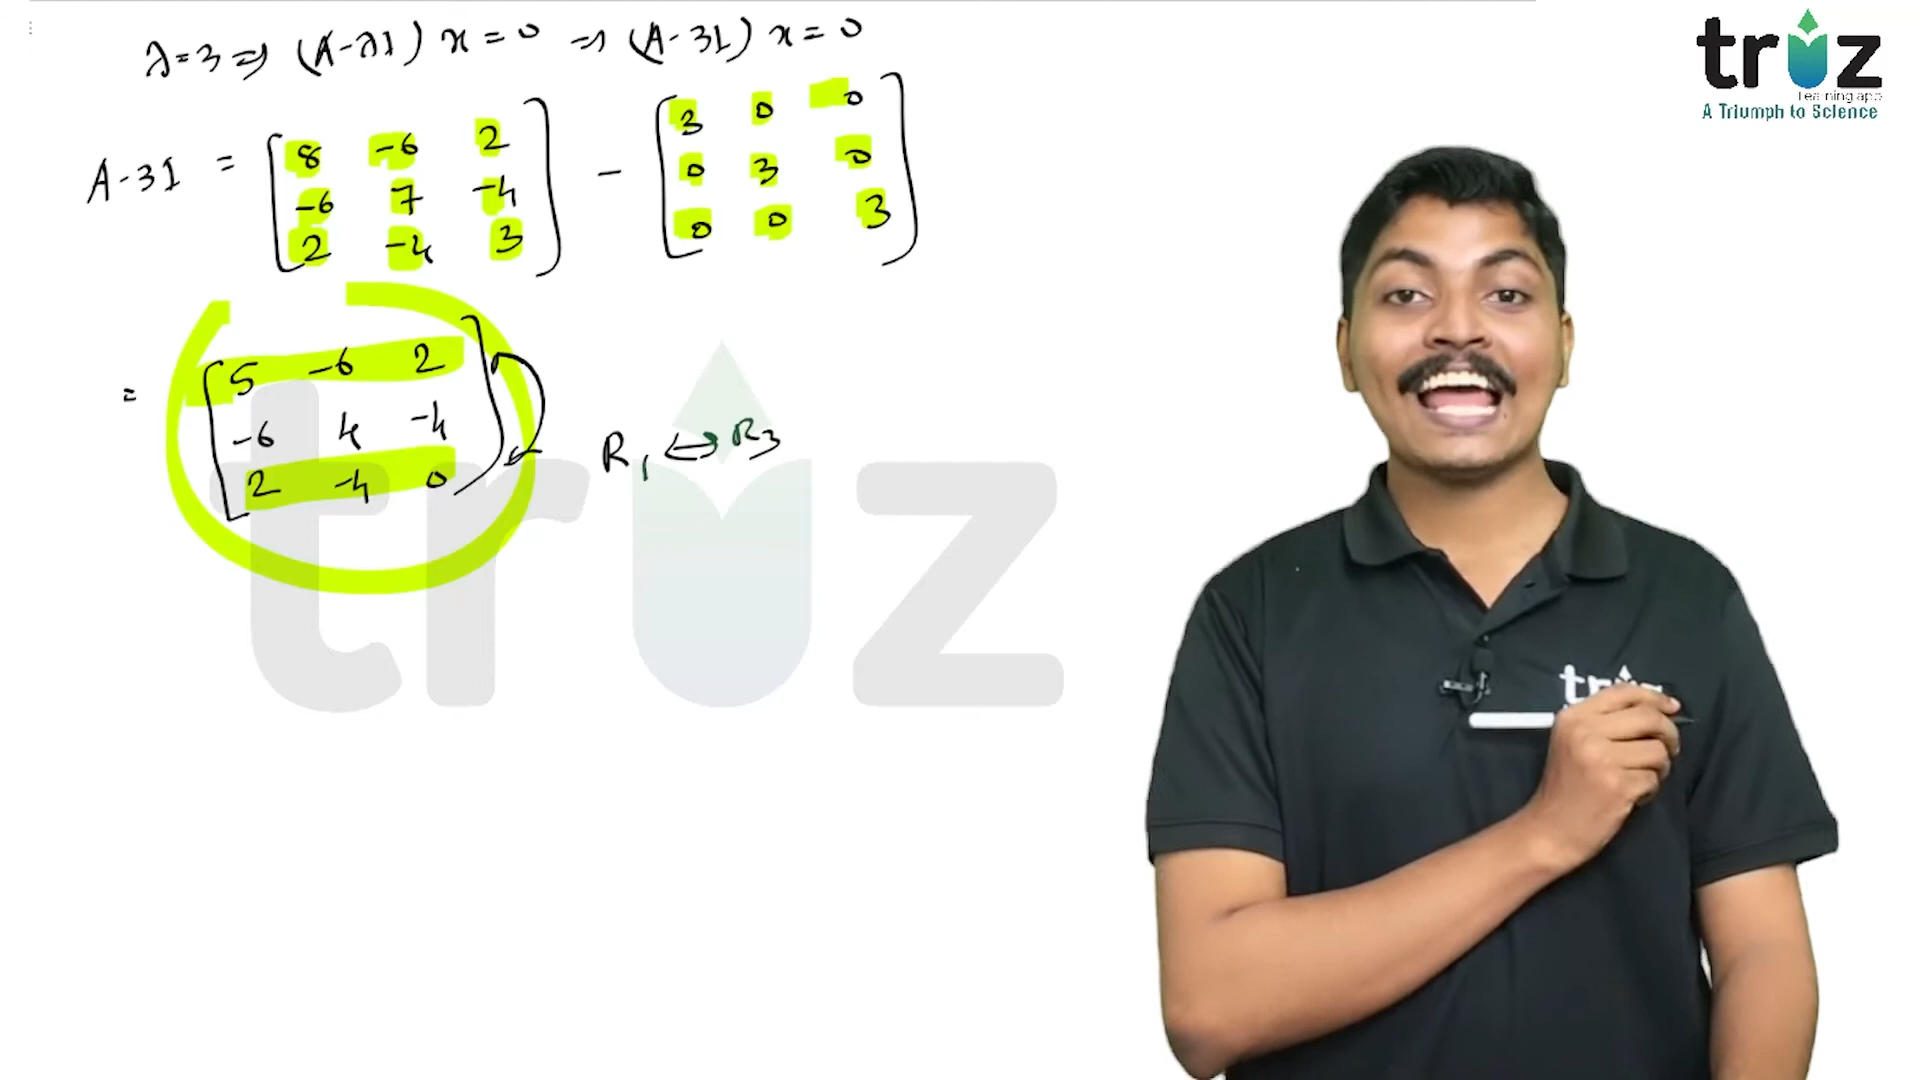 λ=3 ⇒ (A-λI) x = 0 ⇒ (A-3I) x = 0
truz
Learning app
A Triumph to Science
A-3I = [8 -6 2] - [3 0 0]
[-6 7 -4] [0 3 0]
[2 -4 3] [0 0 3]
= [5 -6 2]
[-6 4 -4]
[2 -4 0]
R1 ↔ R3
truz
truz